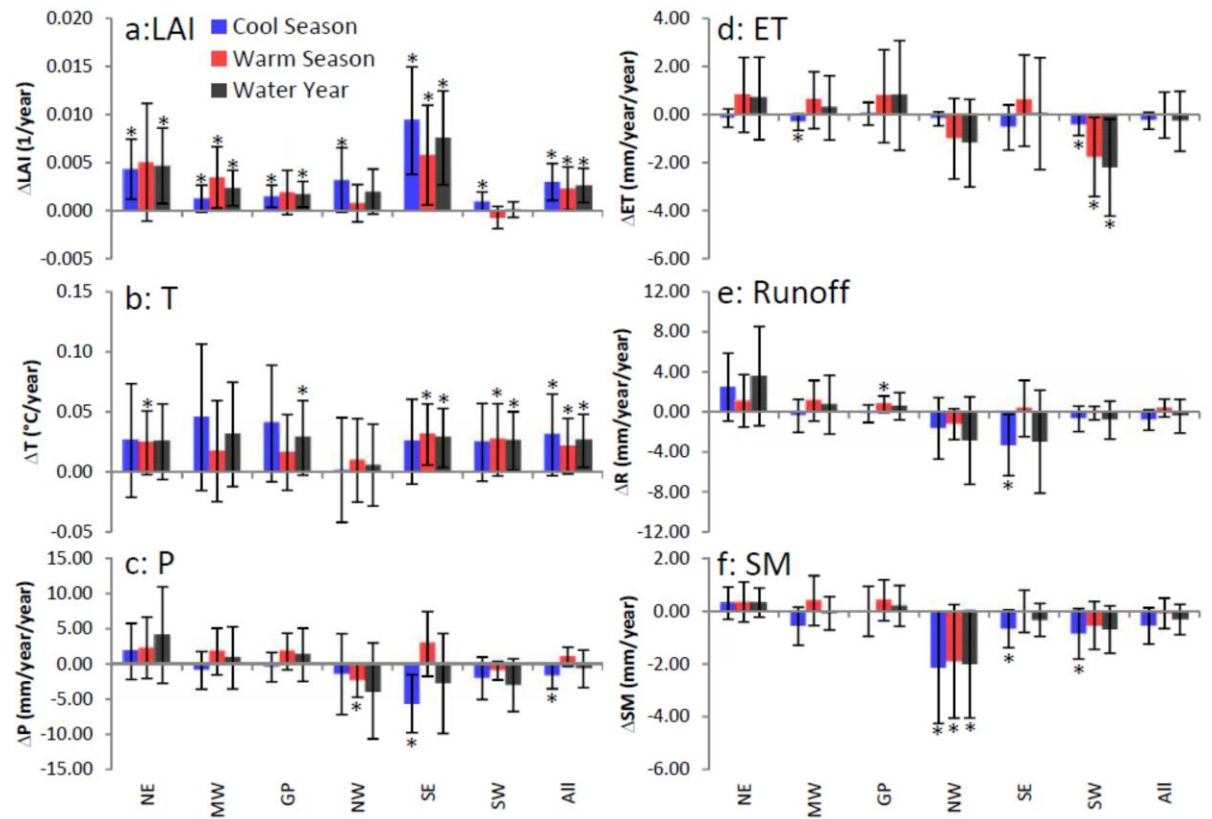 a:LAI
Cool Season
Warm Season
Water Year
ΔLAI (1/year)
0.020
0.015
0.010
0.005
0.000
-0.005
* * * * * * * * * * * * * * *
b: T
ΔT (°C/year)
0.15
0.10
0.05
0.00
-0.05
* * * * * * * * *
c: P
ΔP (mm/year/year)
15.00
10.00
5.00
0.00
-5.00
-10.00
-15.00
* * *
NE
MW
GP
NW
SE
SW
All
d: ET
ΔET (mm/year/year)
4.00
2.00
0.00
-2.00
-4.00
-6.00
* * * *
e: Runoff
ΔR (mm/year/year)
12.00
8.00
4.00
0.00
-4.00
-8.00
-12.00
* *
f: SM
ΔSM (mm/year)
2.00
0.00
-2.00
-4.00
-6.00
* * * * *
NE
MW
GP
NW
SE
SW
All